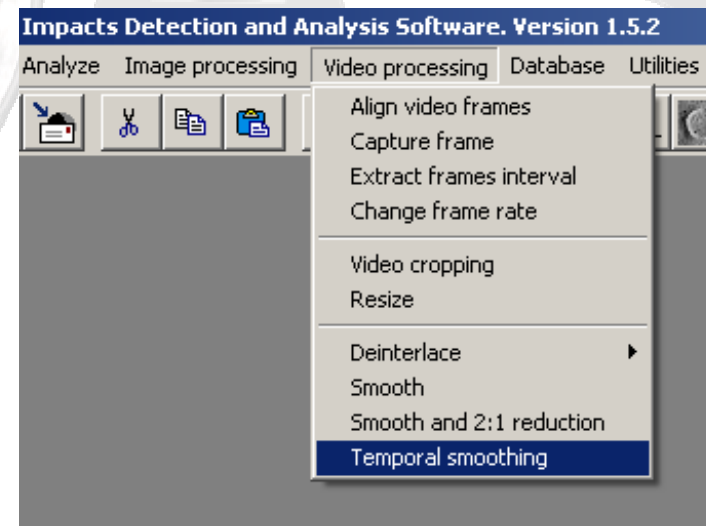 Impacts Detection and Analysis Software. Version 1.5.2
Analyze Image processing Video processing Database Utilities
Align video frames
Capture frame
Extract frames interval
Change frame rate
Video cropping
Resize
Deinterlace
Smooth
Smooth and 2:1 reduction
Temporal smoothing